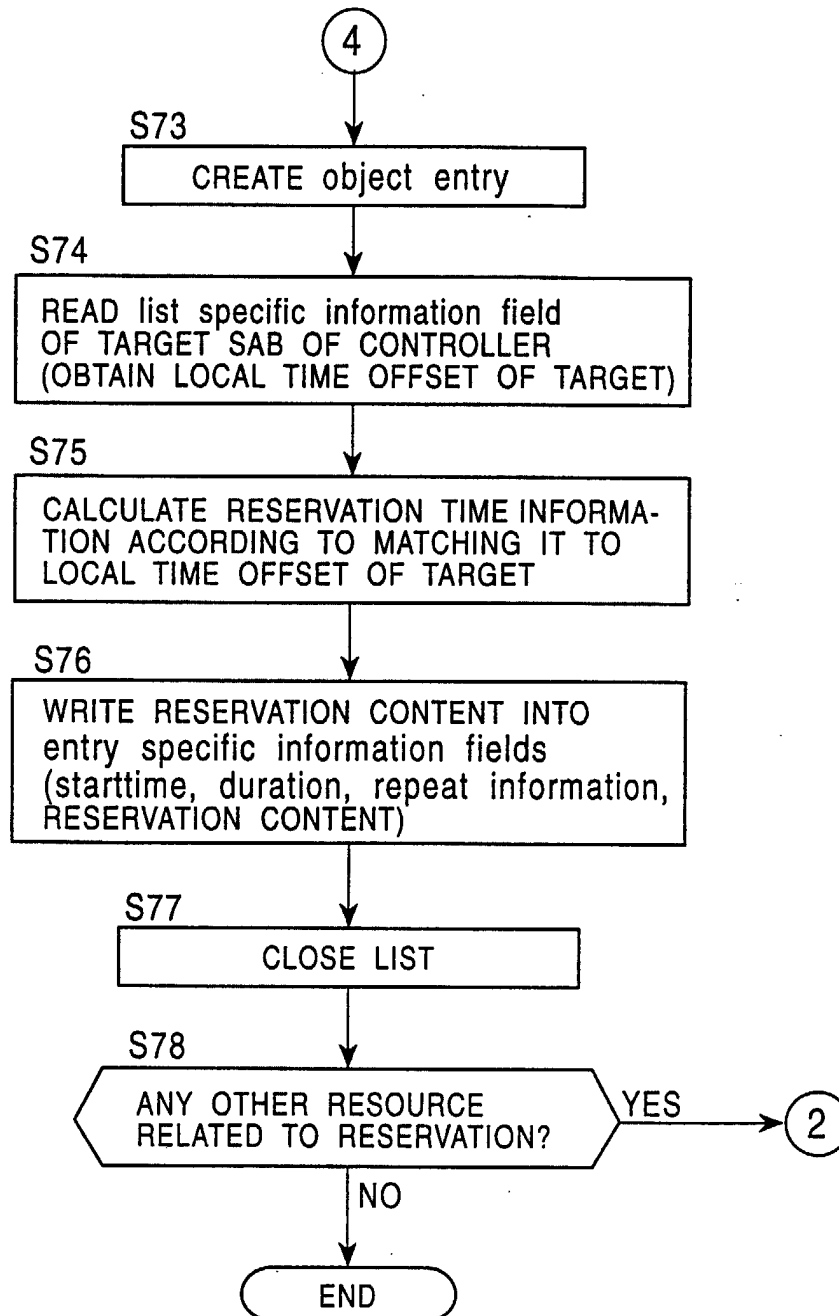 4
S73
CREATE object entry
S74
READ list specific information field
OF TARGET SAB OF CONTROLLER
(OBTAIN LOCAL TIME OFFSET OF TARGET)
S75
CALCULATE RESERVATION TIME INFORMA-
TION ACCORDING TO MATCHING IT TO
LOCAL TIME OFFSET OF TARGET
S76
WRITE RESERVATION CONTENT INTO
entry specific information fields
(starttime, duration, repeat information,
RESERVATION CONTENT)
S77
CLOSE LIST
S78
ANY OTHER RESOURCE
RELATED TO RESERVATION?
YES
2
NO
END